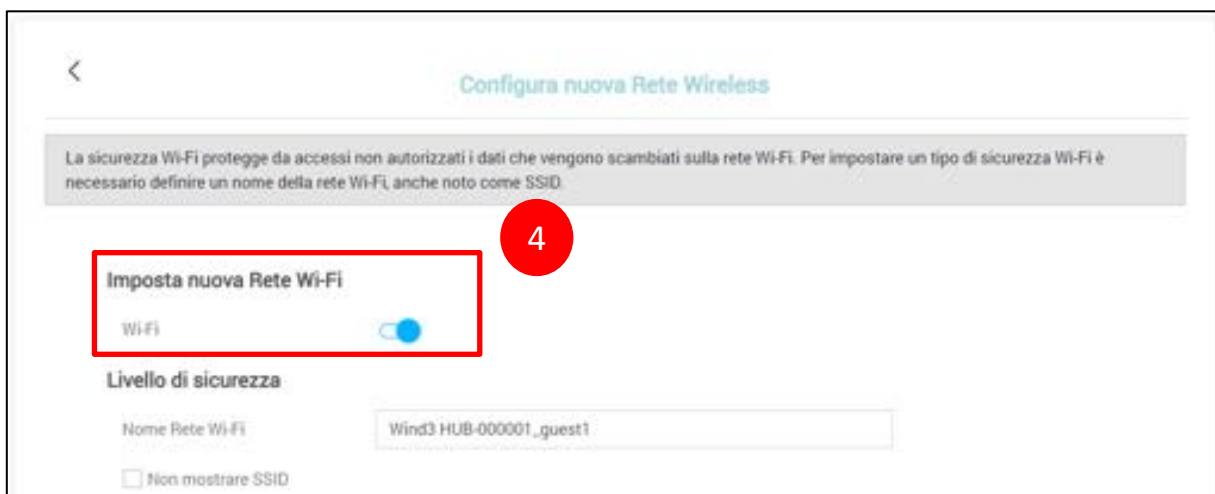 Configura nuova Rete Wireless
La sicurezza Wi-Fi protegge da accessi non autorizzati i dati che vengono scambiati sulla rete Wi-Fi. Per impostare un tipo di sicurezza Wi-Fi è
necessario definire un nome della rete Wi-Fi, anche noto come SSID.
4
Imposta nuova Rete Wi-Fi
Wi-Fi
Livello di sicurezza
Nome Rete Wi-Fi Wind3 HUB-000001_guest1
Non mostrare SSID